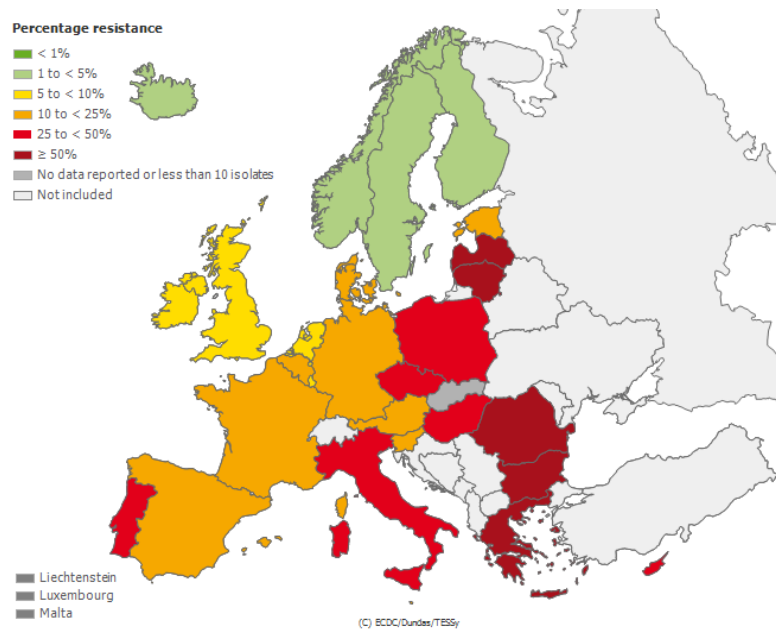 Percentage resistance
< 1%
1 to < 5%
5 to < 10%
10 to < 25%
25 to < 50%
≥ 50%
No data reported or less than 10 isolates
Not included
Liechtenstein
Luxembourg
Malta
(C) ECDC/Dundas/TESSy